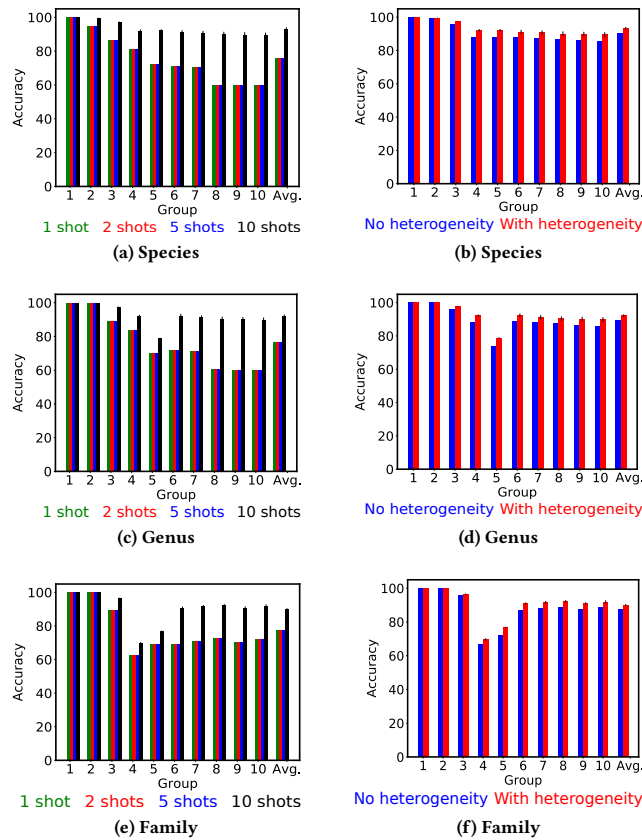 100
80
60
40
20
0
Accuracy
1 2 3 4 5 6 7 8 9 10 Avg.
Group
1 shot 2 shots 5 shots 10 shots
(a) Species
100
80
60
40
20
0
Accuracy
1 2 3 4 5 6 7 8 9 10 Avg.
Group
No heterogeneity With heterogeneity
(b) Species
100
80
60
40
20
0
Accuracy
1 2 3 4 5 6 7 8 9 10 Avg.
Group
1 shot 2 shots 5 shots 10 shots
(c) Genus
100
80
60
40
20
0
Accuracy
1 2 3 4 5 6 7 8 9 10 Avg.
Group
No heterogeneity With heterogeneity
(d) Genus
100
80
60
40
20
0
Accuracy
1 2 3 4 5 6 7 8 9 10 Avg.
Group
1 shot 2 shots 5 shots 10 shots
(e) Family
100
80
60
40
20
0
Accuracy
1 2 3 4 5 6 7 8 9 10 Avg.
Group
No heterogeneity With heterogeneity
(f) Family